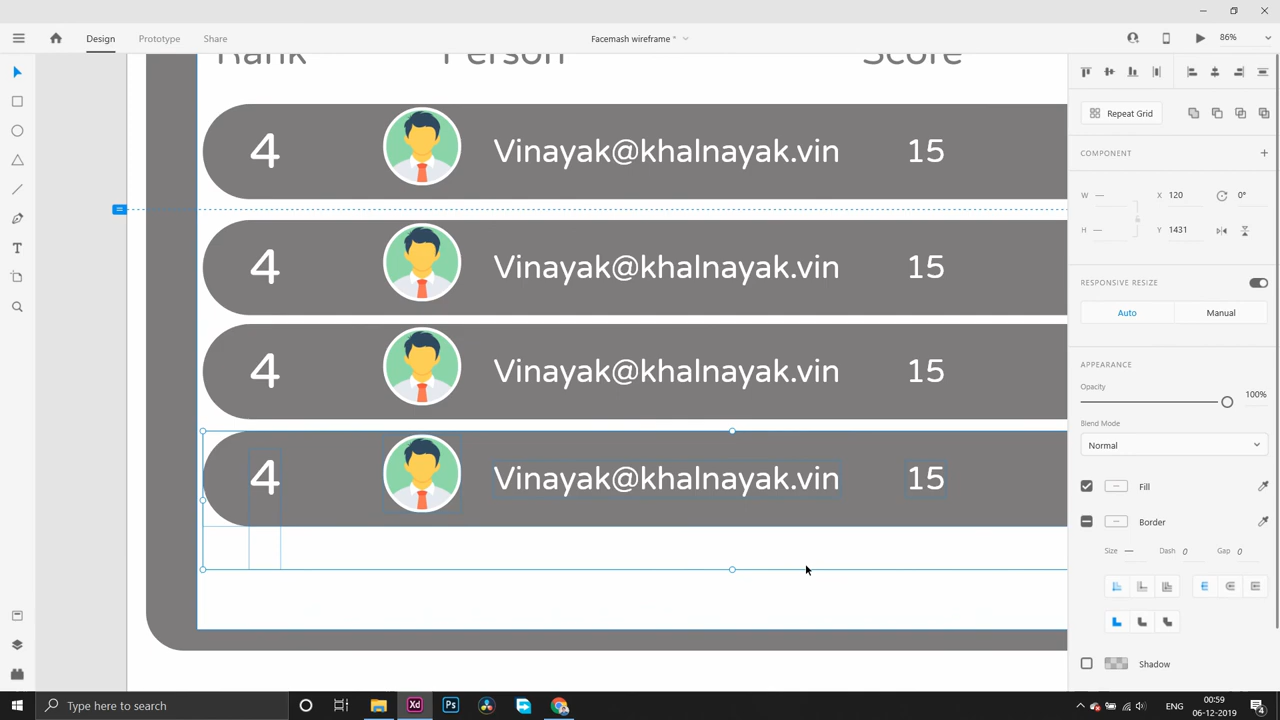 Design
Prototype
Share
Facemash wireframe *
86%
Rank Person Score
4 Vinayak@khalnayak.vin 15
4 Vinayak@khalnayak.vin 15
4 Vinayak@khalnayak.vin 15
4 Vinayak@khalnayak.vin 15
Repeat Grid
COMPONENT
W — X 120 0°
H — Y 1431
RESPONSIVE RESIZE
Auto Manual
APPEARANCE
Opacity
100%
Blend Mode
Normal
Fill
Border
Size — Dash 0 Gap 0
Shadow
Type here to search
Xd
Ps
ENG
00:59
06-12-2019